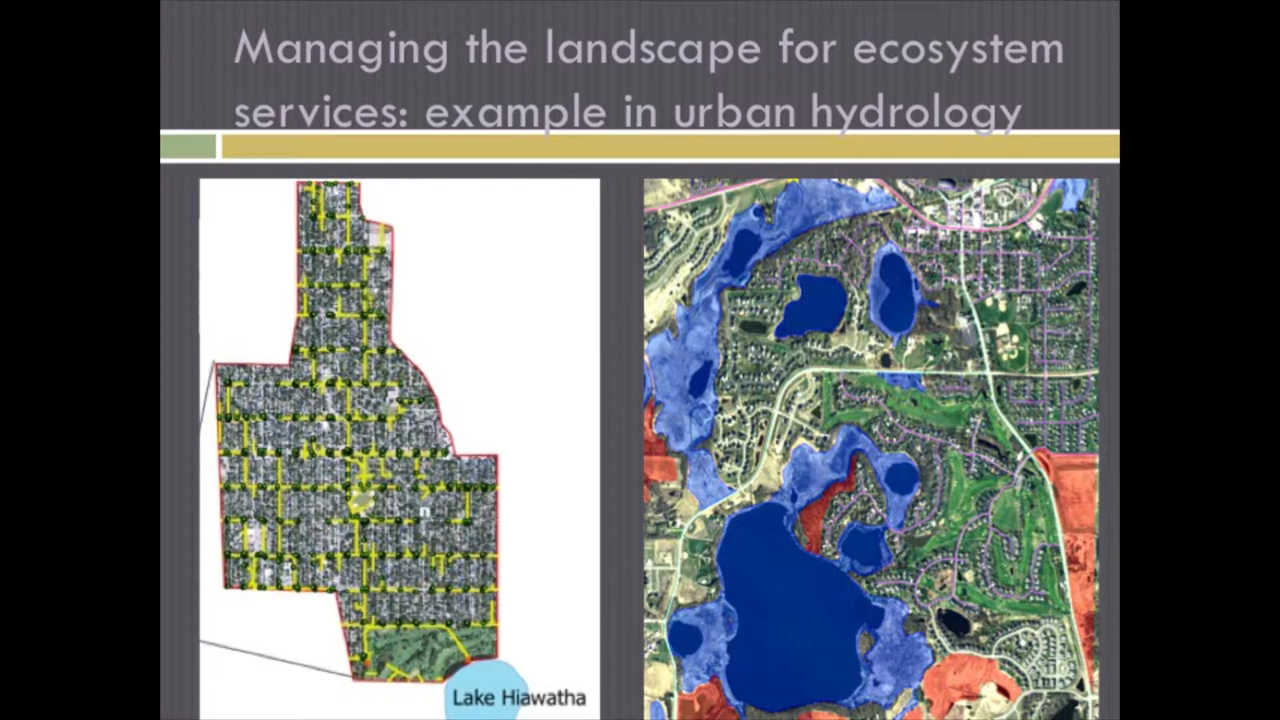 Managing the landscape for ecosystem
services: example in urban hydrology
Lake Hiawatha